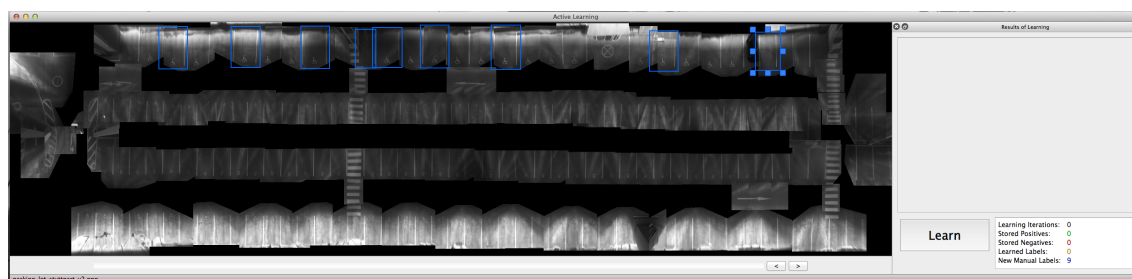 Active Learning
Results of Learning
Learn
Learning Iterations: 0
Stored Positives: 0
Stored Negatives: 0
Learned Labels: 0
New Manual Labels: 9
< >